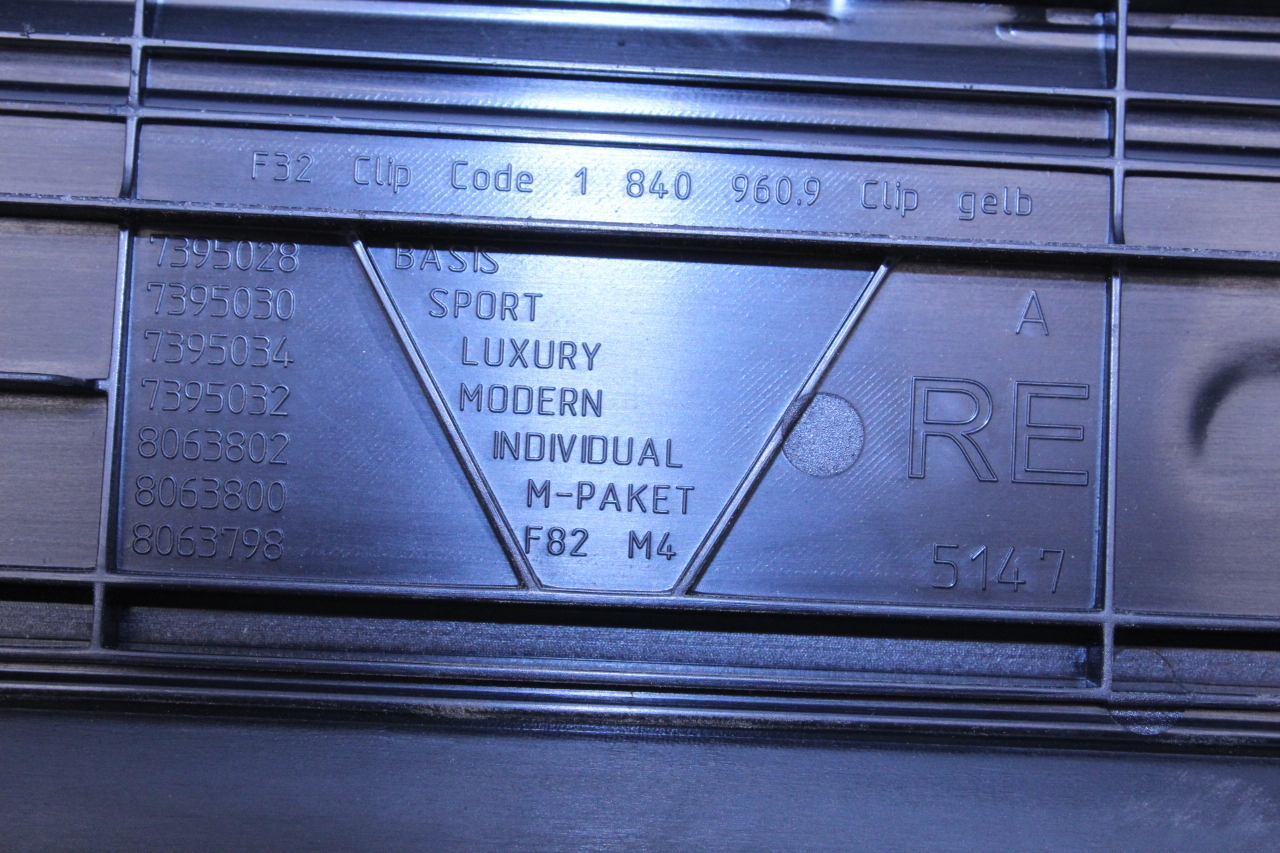 F32 Clip Code 1 840 960.9 Clip gelb
7395028 BASIS
7395030 SPORT
7395034 LUXURY
7395032 MODERN
8063802 INDIVIDUAL
8063800 M-PAKET
8063798 F82 M4
A
RE
5147